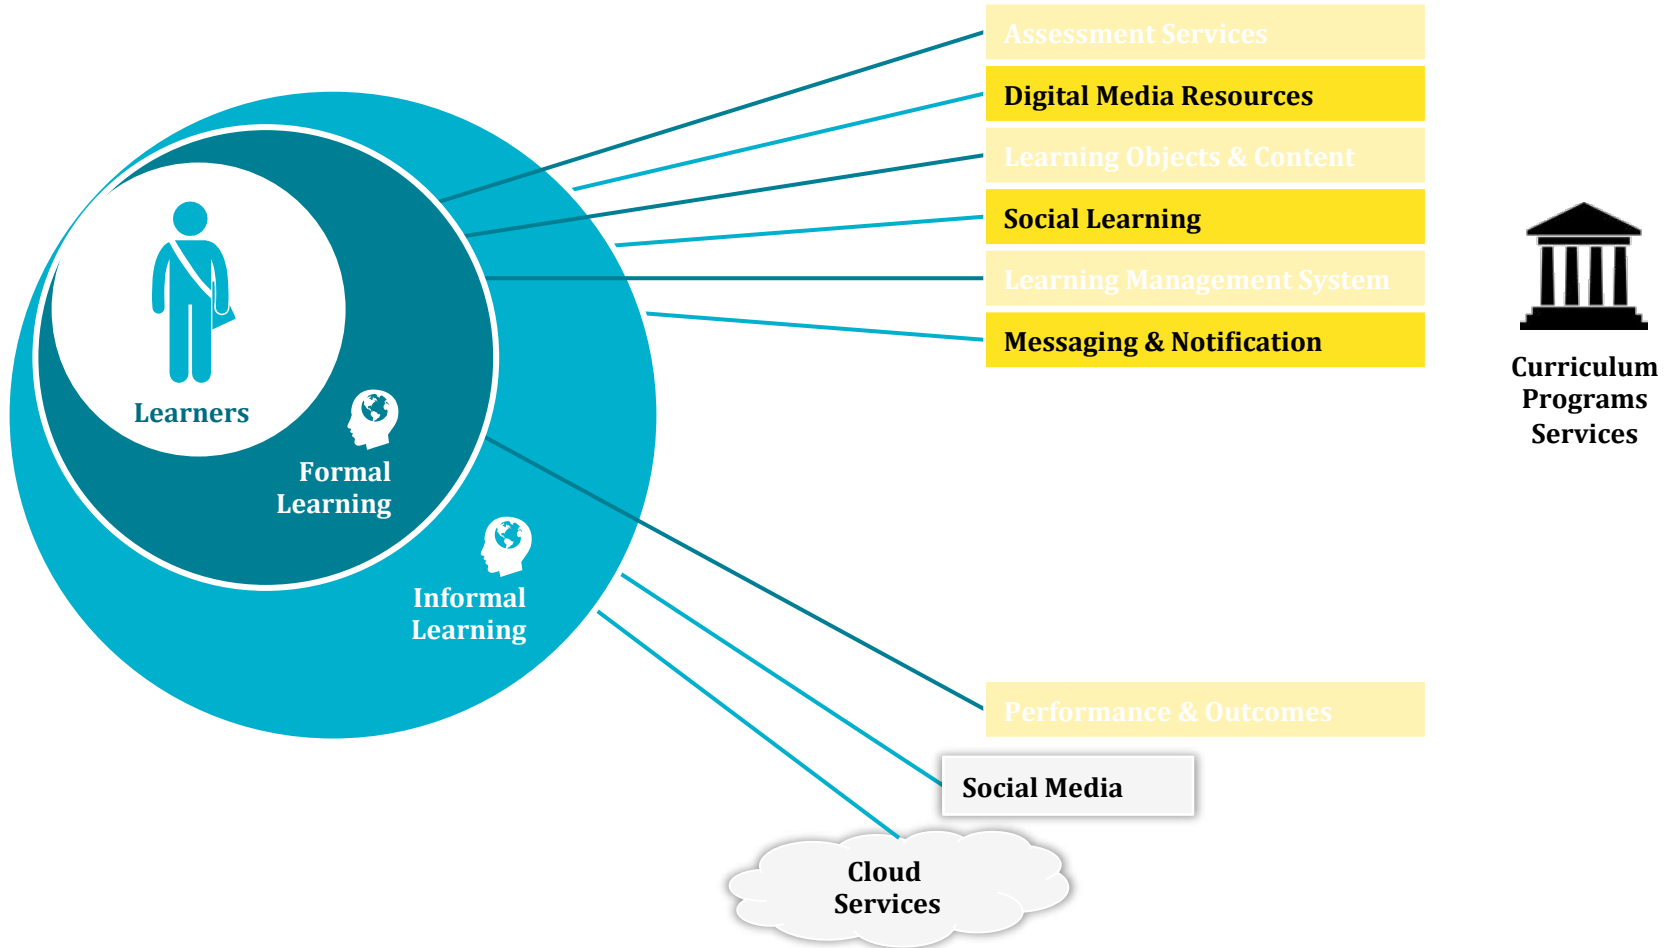 Assessment Services
Digital Media Resources
Learning Objects & Content
Social Learning
Learning Management System
Messaging & Notification
Curriculum
Programs
Services
Learners
Formal
Learning
Informal
Learning
Performance & Outcomes
Social Media
Cloud
Services